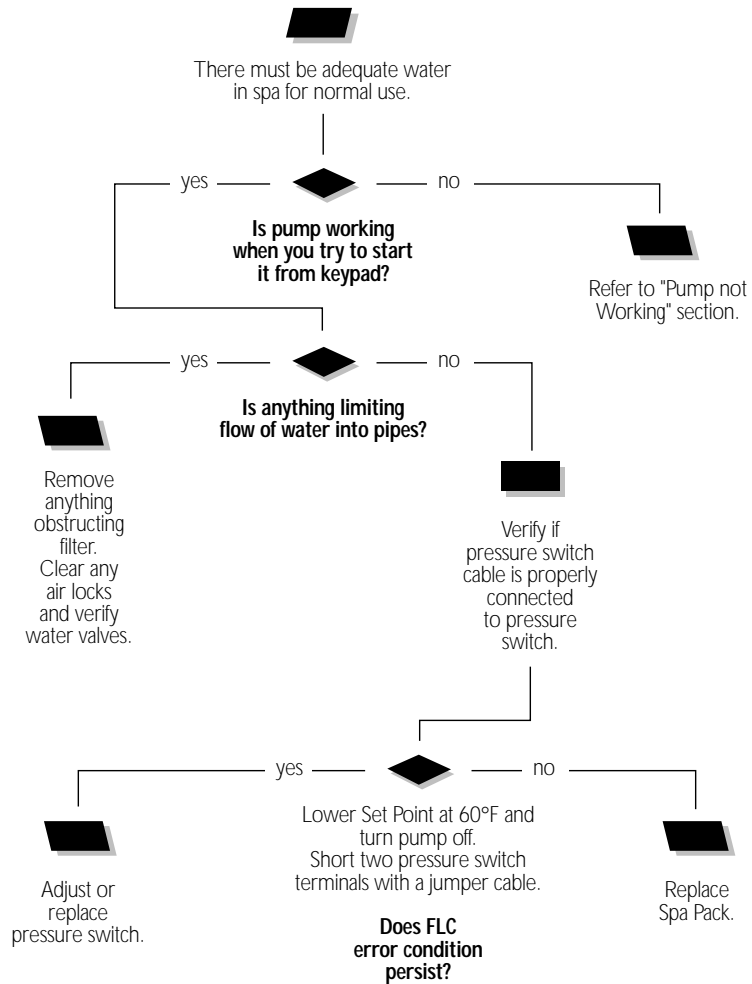 There must be adequate water
in spa for normal use.
yes
no
Is pump working
when you try to start
it from keypad?
Refer to "Pump not
Working" section.
yes
no
Is anything limiting
flow of water into pipes?
Remove
anything
obstructing
filter.
Clear any
air locks
and verify
water valves.
Verify if
pressure switch
cable is properly
connected
to pressure
switch.
yes
no
Lower Set Point at 60°F and
turn pump off.
Short two pressure switch
terminals with a jumper cable.
Does FLC
error condition
persist?
Adjust or
replace
pressure switch.
Replace
Spa Pack.